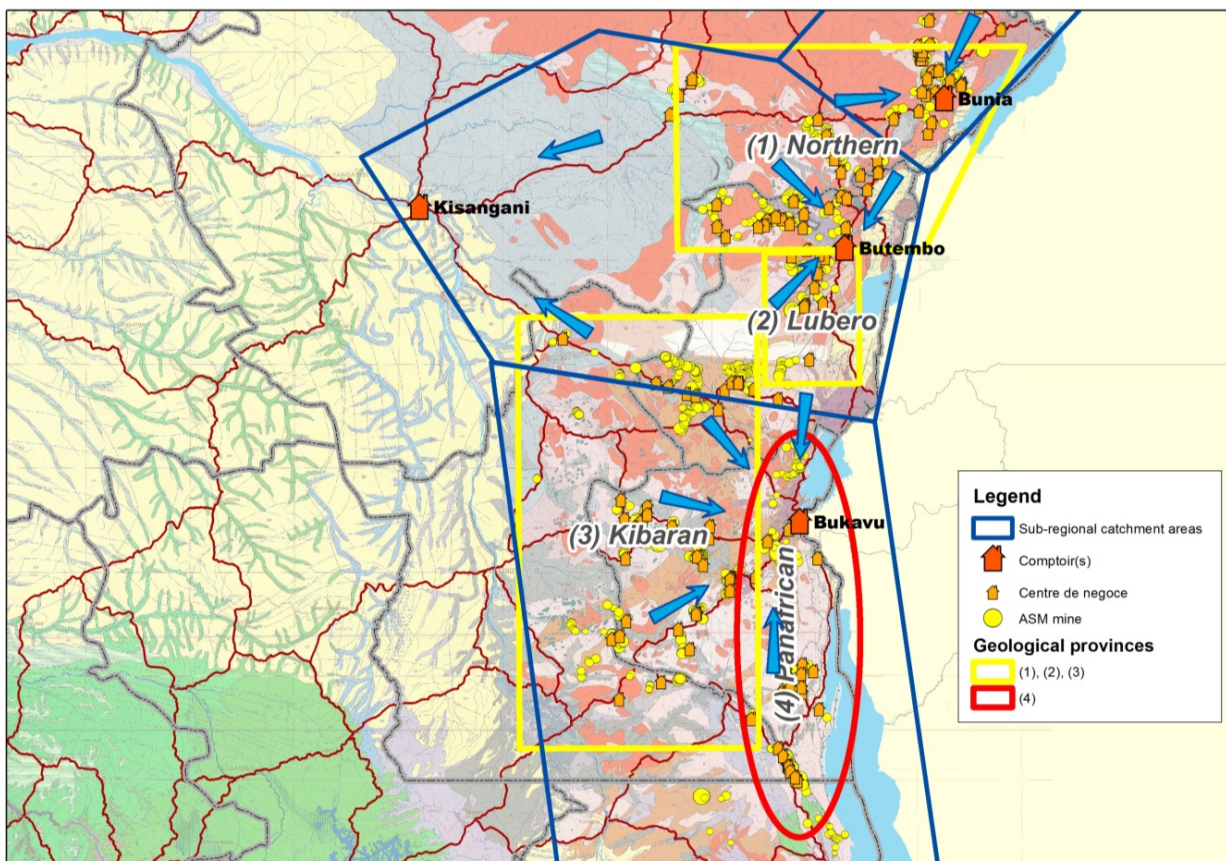 Bunia
(1) Northern
Kisangani
Butembo
(2) Lubero
Bukavu
(3) Kibaran
(4) Panafrican
Legend
Sub-regional catchment areas
Comptoir(s)
Centre de negoce
ASM mine
Geological provinces
(1), (2), (3)
(4)